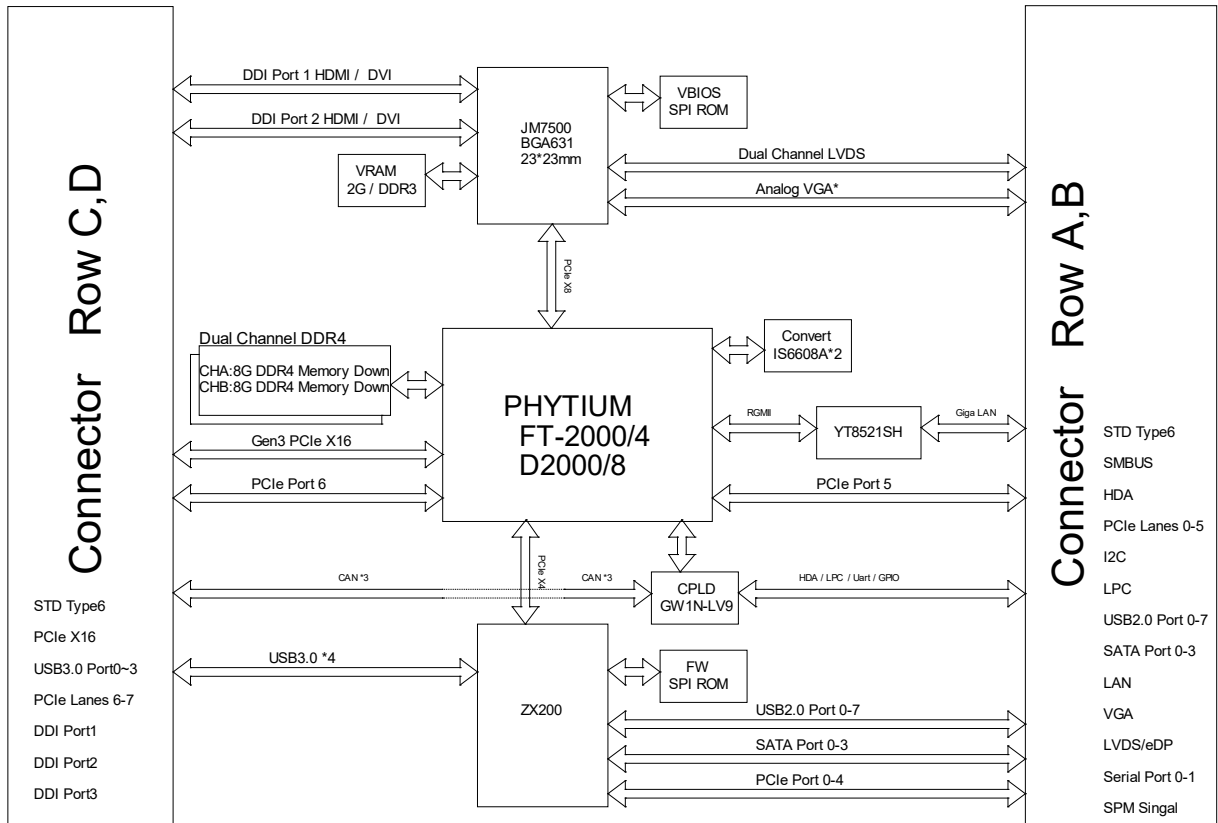 Connector Row C,D
STD Type6
PCIe X16
USB3.0 Port0~3
PCIe Lanes 6-7
DDI Port1
DDI Port2
DDI Port3
DDI Port 1 HDMI / DVI
DDI Port 2 HDMI / DVI
VRAM
2G / DDR3
JM7500
BGA631
23*23mm
VBIOS
SPI ROM
Dual Channel LVDS
Analog VGA*
PCIe X8
Dual Channel DDR4
CHA:8G DDR4 Memory Down
CHB:8G DDR4 Memory Down
Gen3 PCIe X16
PCIe Port 6
PHYTIUM
FT-2000/4
D2000/8
Convert
IS6608A*2
RGMII
YT8521SH
Giga LAN
PCIe Port 5
PCIe X4
CAN *3
CAN *3
CPLD
GW1N-LV9
HDA / LPC / Uart / GPIO
USB3.0 *4
ZX200
FW
SPI ROM
USB2.0 Port 0-7
SATA Port 0-3
PCIe Port 0-4
Connector Row A,B
STD Type6
SMBUS
HDA
PCIe Lanes 0-5
I2C
LPC
USB2.0 Port 0-7
SATA Port 0-3
LAN
VGA
LVDS/eDP
Serial Port 0-1
SPM Singal